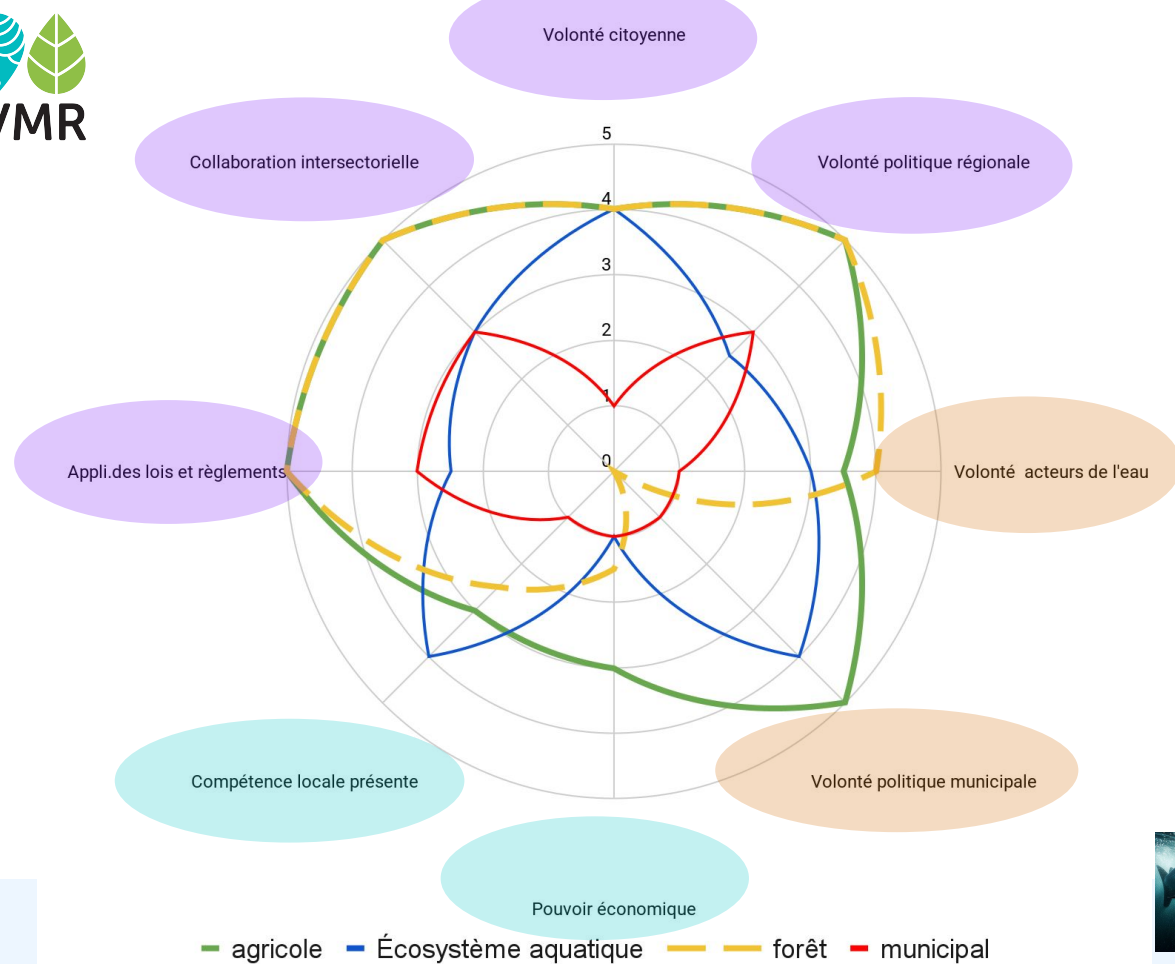 Volonté citoyenne
VMR
5
Collaboration intersectorielle
Volonté politique régionale
4
3
2
1
0
Appli.des lois et règlements
Volonté acteurs de l'eau
Compétence locale présente
Volonté politique municipale
Pouvoir économique
agricole
Écosystème aquatique
forêt
municipal